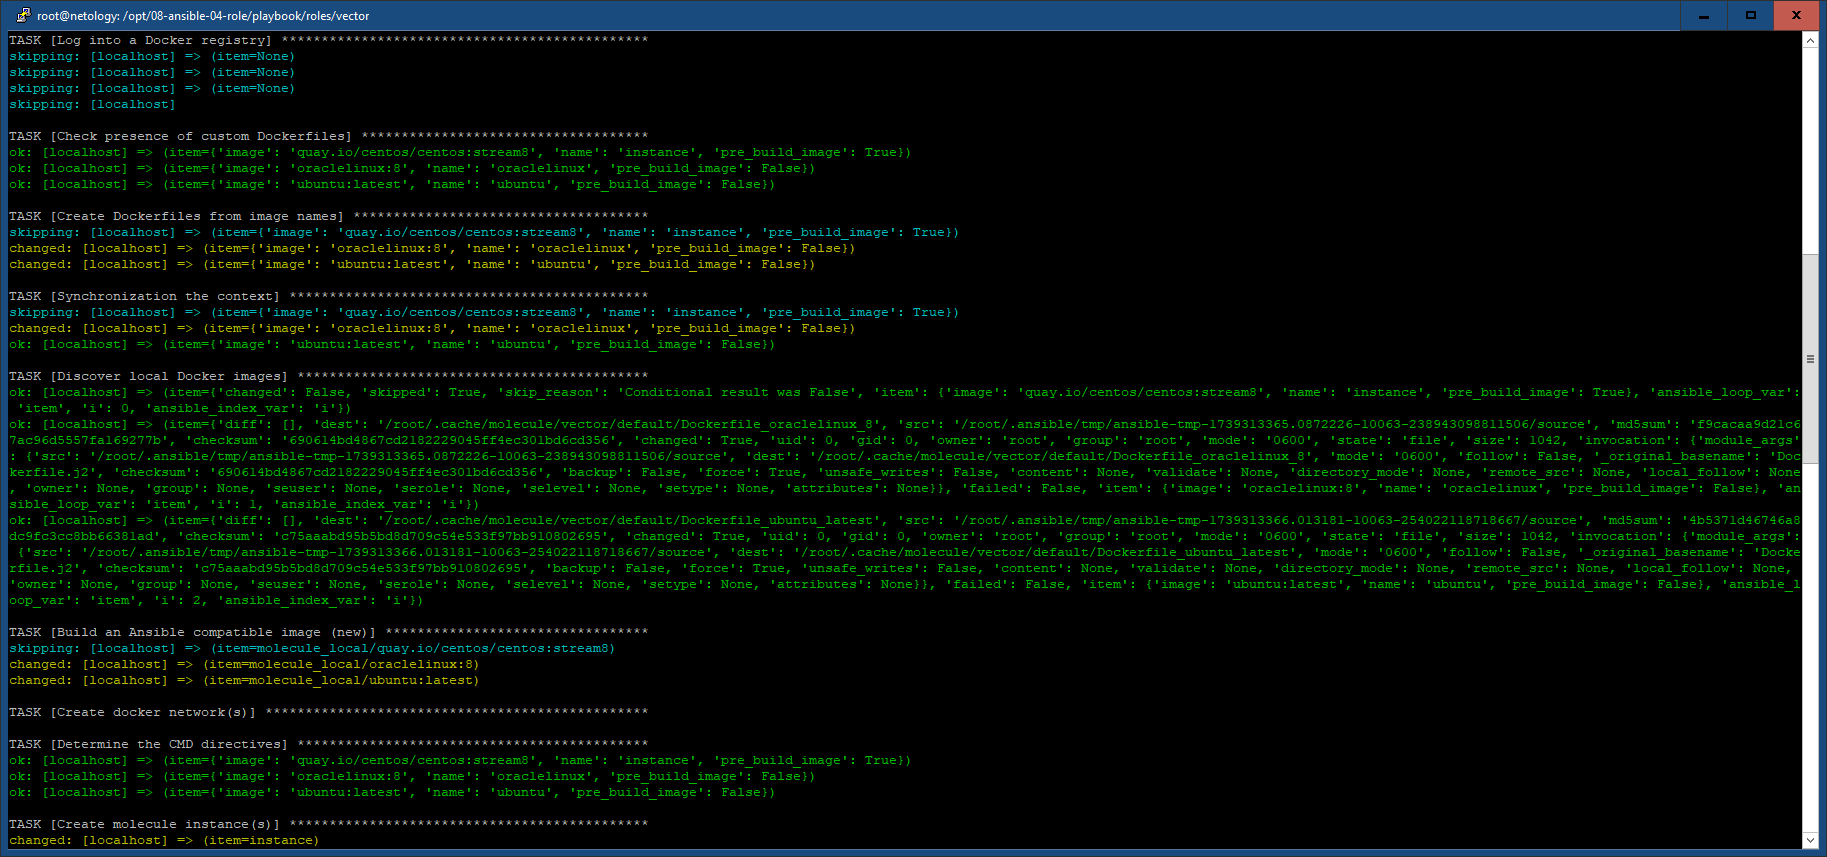 root@netology: /opt/08-ansible-04-role/playbook/roles/vector
TASK [Log into a Docker registry] **********************************************
skipping: [localhost] => (item=None)
skipping: [localhost] => (item=None)
skipping: [localhost] => (item=None)
skipping: [localhost]
TASK [Check presence of custom Dockerfiles] ************************************
ok: [localhost] => (item={'image': 'quay.io/centos/centos:stream8', 'name': 'instance', 'pre_build_image': True})
ok: [localhost] => (item={'image': 'oraclelinux:8', 'name': 'oraclelinux', 'pre_build_image': False})
ok: [localhost] => (item={'image': 'ubuntu:latest', 'name': 'ubuntu', 'pre_build_image': False})
TASK [Create Dockerfiles from image names] *************************************
skipping: [localhost] => (item={'image': 'quay.io/centos/centos:stream8', 'name': 'instance', 'pre_build_image': True})
changed: [localhost] => (item={'image': 'oraclelinux:8', 'name': 'oraclelinux', 'pre_build_image': False})
changed: [localhost] => (item={'image': 'ubuntu:latest', 'name': 'ubuntu', 'pre_build_image': False})
TASK [Synchronization the context] *********************************************
skipping: [localhost] => (item={'image': 'quay.io/centos/centos:stream8', 'name': 'instance', 'pre_build_image': True})
changed: [localhost] => (item={'image': 'oraclelinux:8', 'name': 'oraclelinux', 'pre_build_image': False})
ok: [localhost] => (item={'image': 'ubuntu:latest', 'name': 'ubuntu', 'pre_build_image': False})
TASK [Discover local Docker images] ********************************************
ok: [localhost] => (item={'changed': False, 'skipped': True, 'skip_reason': 'Conditional result was False', 'item': {'image': 'quay.io/centos/centos:stream8', 'name': 'instance', 'pre_build_image': True}, 'ansible_loop_var':
'item', 'i': 0, 'ansible_index_var': 'i'})
ok: [localhost] => (item={'diff': [], 'dest': '/root/.cache/molecule/vector/default/Dockerfile_oraclelinux_8', 'src': '/root/.ansible/tmp/ansible-tmp-1739313365.0872226-10063-238943098811506/source', 'md5sum': 'f9cacaa9d21c6
7ac96d5557fa169277b', 'checksum': '690614bd4867cd2182229045ff4ec301bd6cd356', 'changed': True, 'uid': 0, 'gid': 0, 'owner': 'root', 'group': 'root', 'mode': '0600', 'state': 'file', 'size': 1042, 'invocation': {'module_args'
: {'src': '/root/.ansible/tmp/ansible-tmp-1739313365.0872226-10063-238943098811506/source', 'dest': '/root/.cache/molecule/vector/default/Dockerfile_oraclelinux_8', 'mode': '0600', 'follow': False, '_original_basename': 'Doc
kerfile.j2', 'checksum': '690614bd4867cd2182229045ff4ec301bd6cd356', 'backup': False, 'force': True, 'unsafe_writes': False, 'content': None, 'validate': None, 'directory_mode': None, 'remote_src': None, 'local_follow': None
, 'owner': None, 'group': None, 'seuser': None, 'serole': None, 'selevel': None, 'setype': None, 'attributes': None}}, 'failed': False, 'item': {'image': 'oraclelinux:8', 'name': 'oraclelinux', 'pre_build_image': False}, 'an
sible_loop_var': 'item', 'i': 1, 'ansible_index_var': 'i'})
ok: [localhost] => (item={'diff': [], 'dest': '/root/.cache/molecule/vector/default/Dockerfile_ubuntu_latest', 'src': '/root/.ansible/tmp/ansible-tmp-1739313366.013181-10063-254022118718667/source', 'md5sum': '4b5371d46746a8
dc9fc3cc8bb66381ad', 'checksum': 'c75aaabd95b5bd8d709c54e533f97bb910802695', 'changed': True, 'uid': 0, 'gid': 0, 'owner': 'root', 'group': 'root', 'mode': '0600', 'state': 'file', 'size': 1042, 'invocation': {'module_args':
{'src': '/root/.ansible/tmp/ansible-tmp-1739313366.013181-10063-254022118718667/source', 'dest': '/root/.cache/molecule/vector/default/Dockerfile_ubuntu_latest', 'mode': '0600', 'follow': False, '_original_basename': 'Docke
rfile.j2', 'checksum': 'c75aaabd95b5bd8d709c54e533f97bb910802695', 'backup': False, 'force': True, 'unsafe_writes': False, 'content': None, 'validate': None, 'directory_mode': None, 'remote_src': None, 'local_follow': None,
'owner': None, 'group': None, 'seuser': None, 'serole': None, 'selevel': None, 'setype': None, 'attributes': None}}, 'failed': False, 'item': {'image': 'ubuntu:latest', 'name': 'ubuntu', 'pre_build_image': False}, 'ansible_l
oop_var': 'item', 'i': 2, 'ansible_index_var': 'i'})
TASK [Build an Ansible compatible image (new)] *********************************
skipping: [localhost] => (item=molecule_local/quay.io/centos/centos:stream8)
changed: [localhost] => (item=molecule_local/oraclelinux:8)
changed: [localhost] => (item=molecule_local/ubuntu:latest)
TASK [Create docker network(s)] ************************************************
TASK [Determine the CMD directives] ********************************************
ok: [localhost] => (item={'image': 'quay.io/centos/centos:stream8', 'name': 'instance', 'pre_build_image': True})
ok: [localhost] => (item={'image': 'oraclelinux:8', 'name': 'oraclelinux', 'pre_build_image': False})
ok: [localhost] => (item={'image': 'ubuntu:latest', 'name': 'ubuntu', 'pre_build_image': False})
TASK [Create molecule instance(s)] *********************************************
changed: [localhost] => (item=instance)